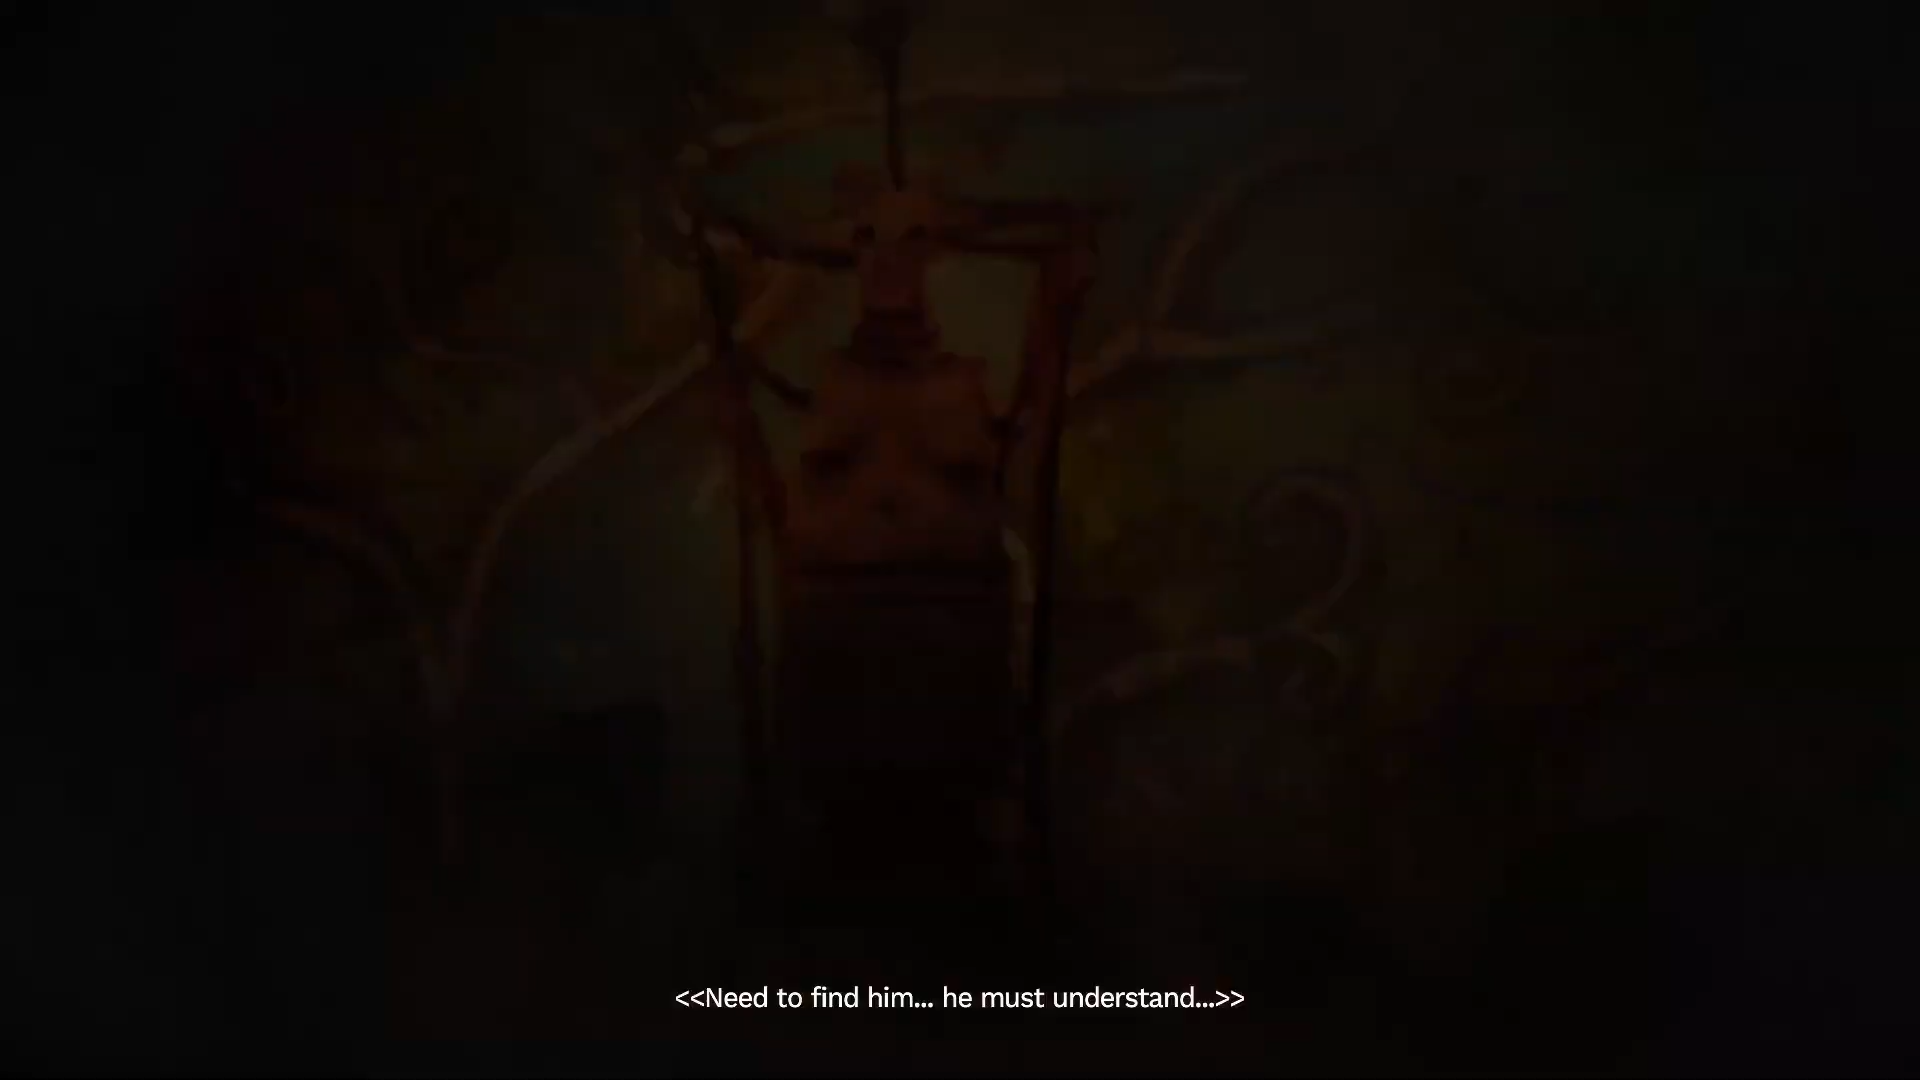 <<Need to find him... he must understand...>>